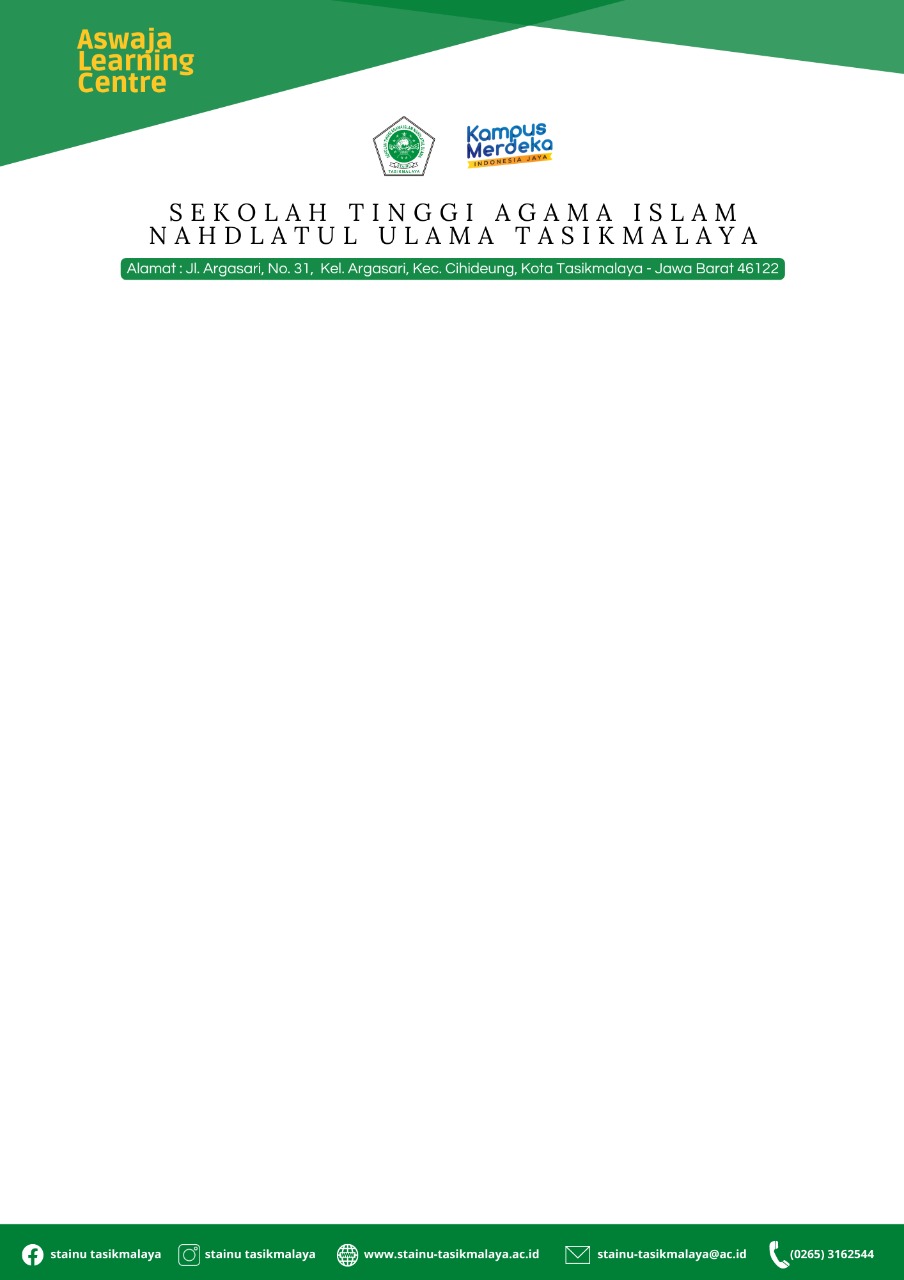 Aswaja
Learning
Centre
TASIKMALAYA
Kampus
Merdeka
INDONESIA JAYA
SEKOLAH TINGGI AGAMA ISLAM
NAHDLATUL ULAMA TASIKMALAYA
Alamat : Jl. Argasari, No. 31, Kel. Argasari, Kec. Cihideung, Kota Tasikmalaya - Jawa Barat 46122
stainu tasikmalaya
stainu tasikmalaya
www.stainu-tasikmalaya.ac.id
stainu-tasikmalaya@ac.id
(0265) 3162544